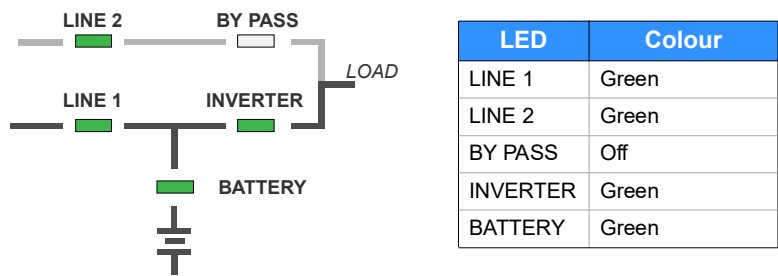 LINE 2 BY PASS
LOAD
LINE 1 INVERTER
BATTERY
LED Colour
LINE 1 Green
LINE 2 Green
BY PASS Off
INVERTER Green
BATTERY Green